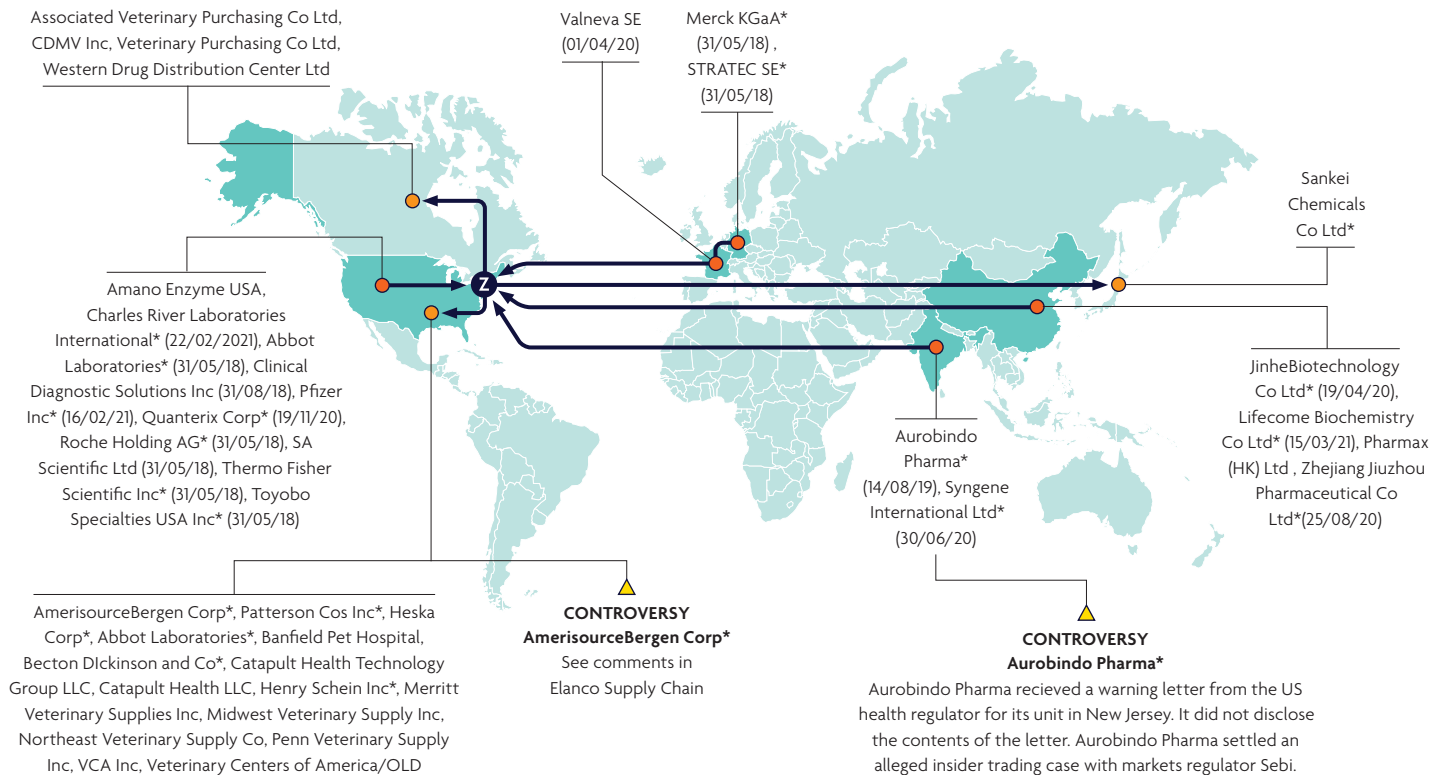 Associated Veterinary Purchasing Co Ltd,
CDMV Inc, Veterinary Purchasing Co Ltd,
Western Drug Distribution Center Ltd
Valneva SE
(01/04/20)
Merck KGaA*
(31/05/18) ,
STRATEC SE*
(31/05/18)
Sankei
Chemicals
Co Ltd*
Z
Amano Enzyme USA,
Charles River Laboratories
International* (22/02/2021), Abbot
Laboratories* (31/05/18), Clinical
Diagnostic Solutions Inc (31/08/18), Pfizer
Inc* (16/02/21), Quanterix Corp* (19/11/20),
Roche Holding AG* (31/05/18), SA
Scientific Ltd (31/05/18), Thermo Fisher
Scientific Inc* (31/05/18), Toyobo
Specialties USA Inc* (31/05/18)
JinheBiotechnology
Co Ltd* (19/04/20),
Lifecome Biochemistry
Co Ltd* (15/03/21), Pharmax
(HK) Ltd , Zhejiang Jiuzhou
Pharmaceutical Co
Ltd*(25/08/20)
Aurobindo
Pharma*
(14/08/19), Syngene
International Ltd*
(30/06/20)
AmerisourceBergen Corp*, Patterson Cos Inc*, Heska
Corp*, Abbot Laboratories*, Banfield Pet Hospital,
Becton DIckinson and Co*, Catapult Health Technology
Group LLC, Catapult Health LLC, Henry Schein Inc*, Merritt
Veterinary Supplies Inc, Midwest Veterinary Supply Inc,
Northeast Veterinary Supply Co, Penn Veterinary Supply
Inc, VCA Inc, Veterinary Centers of America/OLD
CONTROVERSY
AmerisourceBergen Corp*
See comments in
Elanco Supply Chain
CONTROVERSY
Aurobindo Pharma*
Aurobindo Pharma recieved a warning letter from the US
health regulator for its unit in New Jersey. It did not disclose
the contents of the letter. Aurobindo Pharma settled an
alleged insider trading case with markets regulator Sebi.